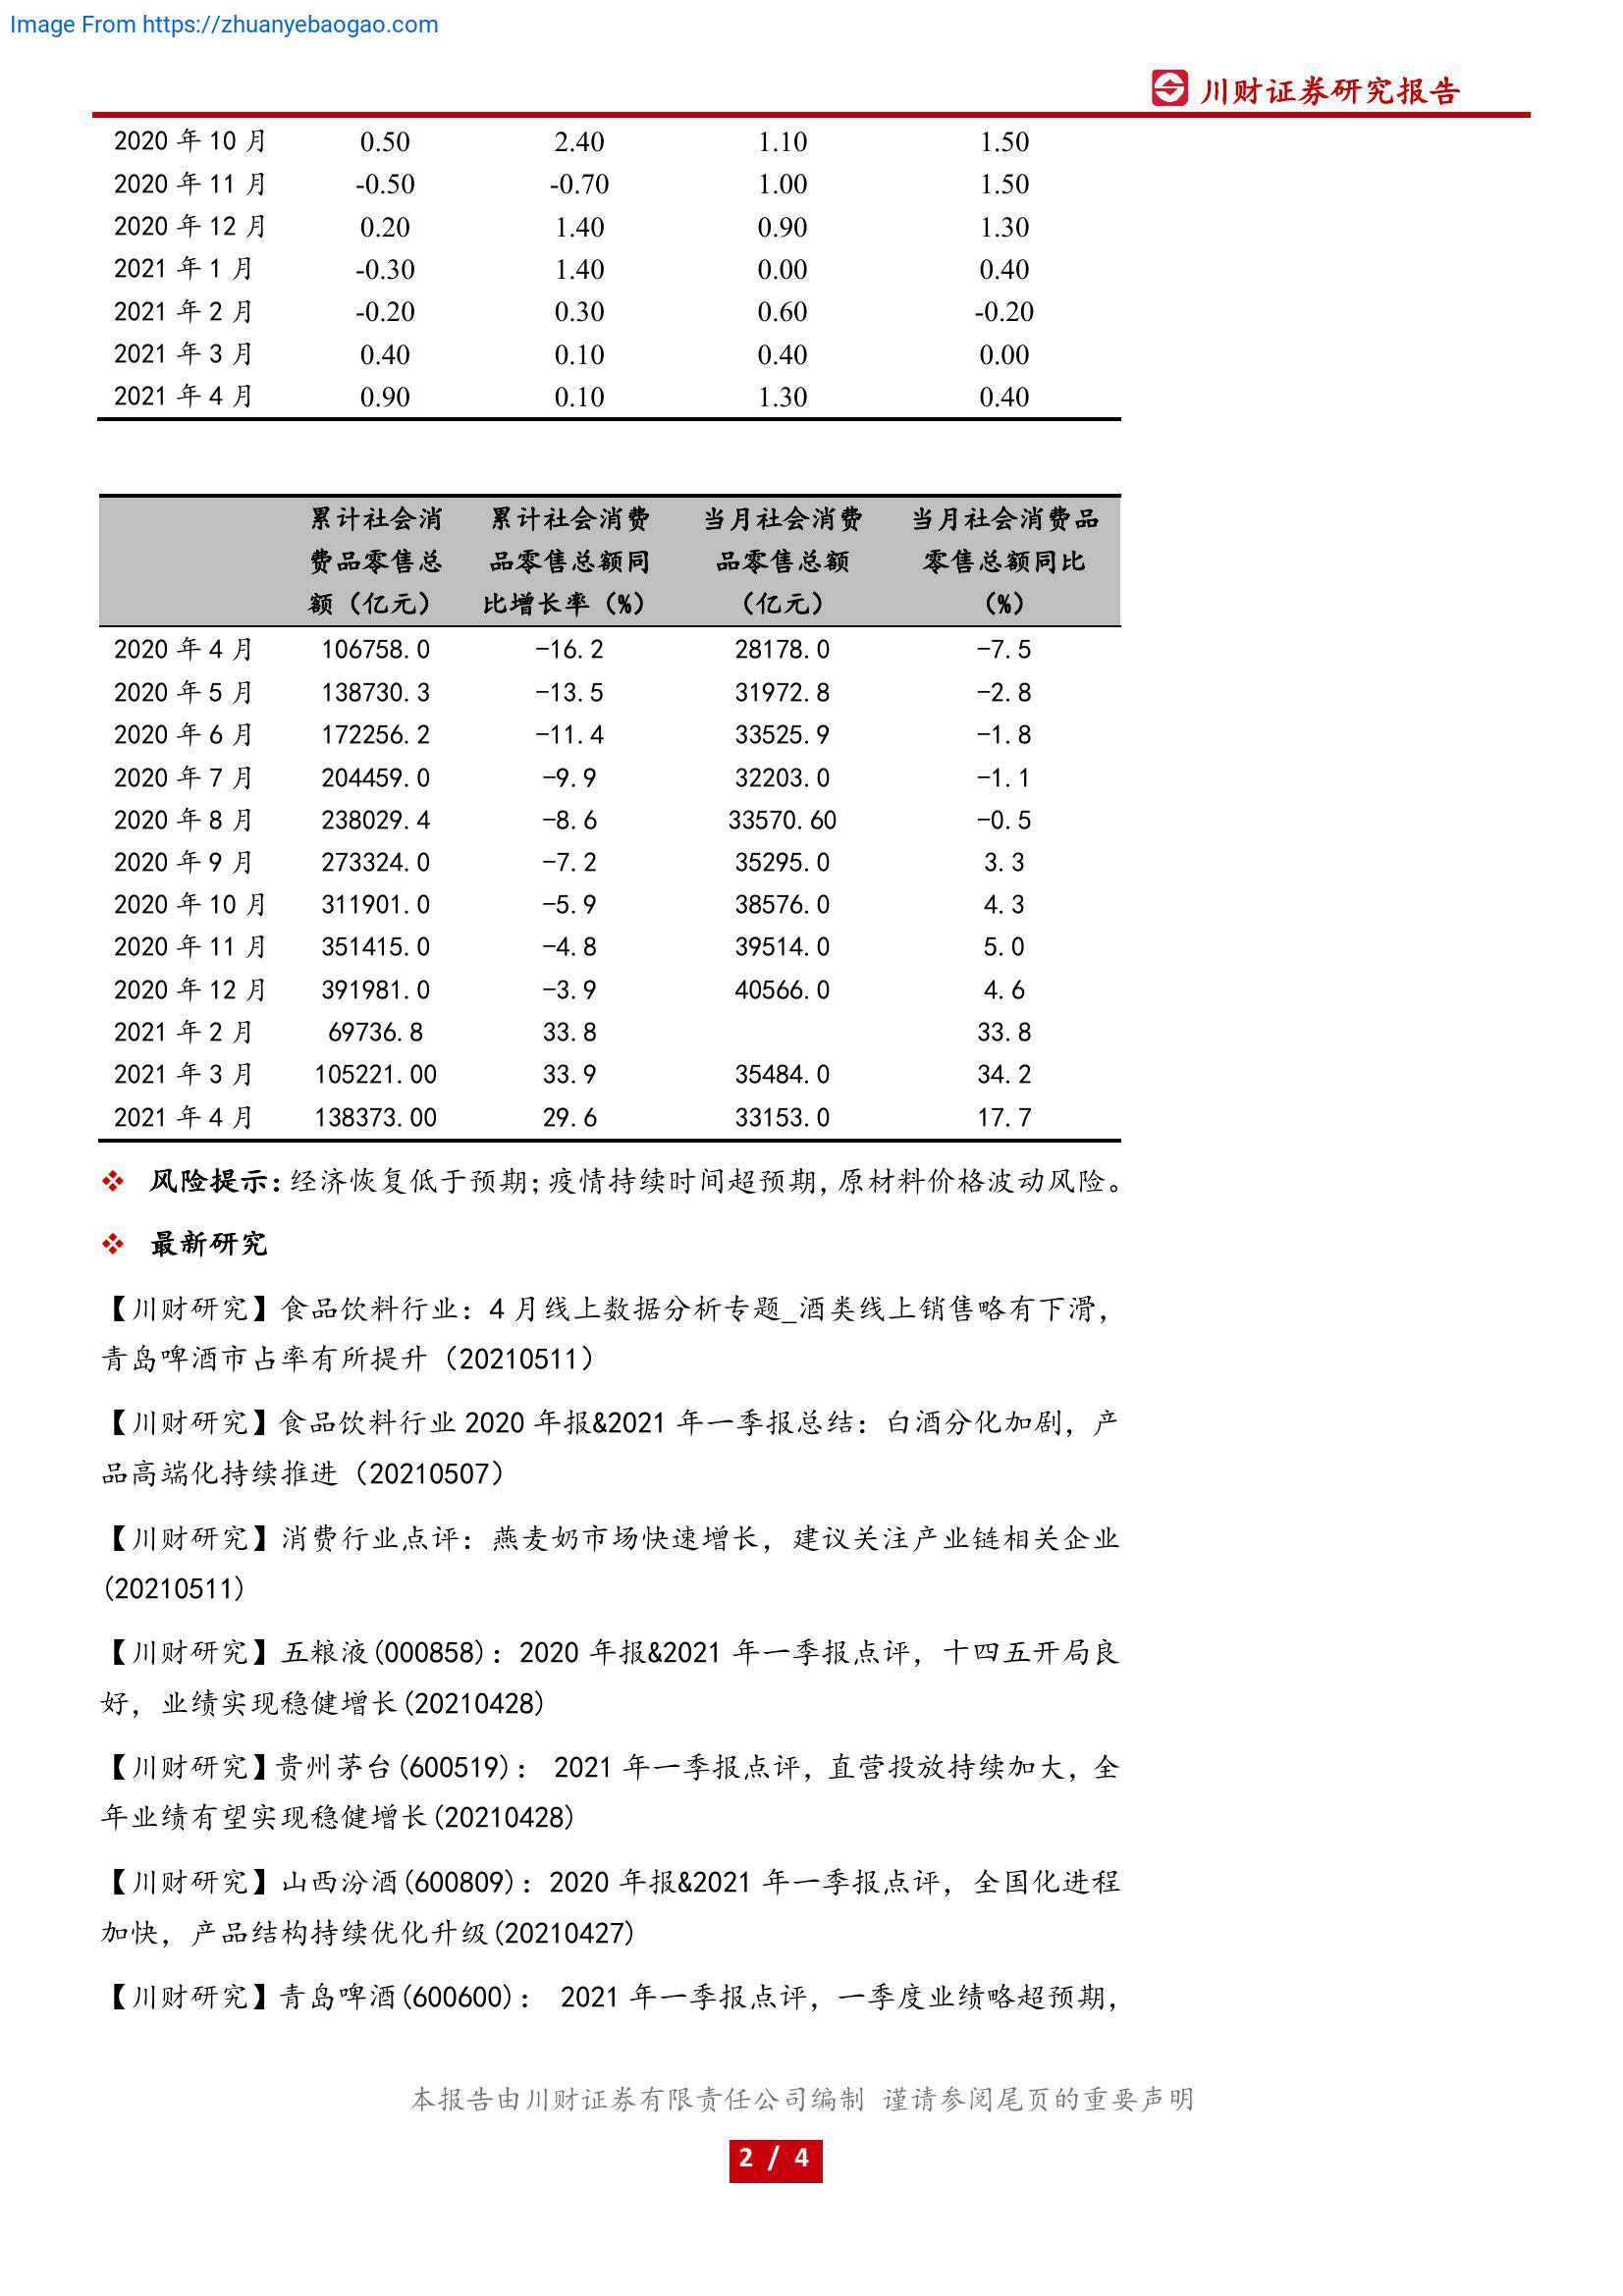 Image From https://zhuanyebaogao.com
川财证券研究报告
2020 年 10 月 0.50 2.40 1.10 1.50
2020 年 11 月 -0.50 -0.70 1.00 1.50
2020 年 12 月 0.20 1.40 0.90 1.30
2021 年 1 月 -0.30 1.40 0.00 0.40
2021 年 2 月 -0.20 0.30 0.60 -0.20
2021 年 3 月 0.40 0.10 0.40 0.00
2021 年 4 月 0.90 0.10 1.30 0.40
累计社会消 累计社会消费 当月社会消费 当月社会消费品
费品零售总 品零售总额同 品零售总额 零售总额同比
额（亿元） 比增长率（%） （亿元） （%）
2020 年 4 月 106758.0 -16.2 28178.0 -7.5
2020 年 5 月 138730.3 -13.5 31972.8 -2.8
2020 年 6 月 172256.2 -11.4 33525.9 -1.8
2020 年 7 月 204459.0 -9.9 32203.0 -1.1
2020 年 8 月 238029.4 -8.6 33570.60 -0.5
2020 年 9 月 273324.0 -7.2 35295.0 3.3
2020 年 10 月 311901.0 -5.9 38576.0 4.3
2020 年 11 月 351415.0 -4.8 39514.0 5.0
2020 年 12 月 391981.0 -3.9 40566.0 4.6
2021 年 2 月 69736.8 33.8 33.8
2021 年 3 月 105221.00 33.9 35484.0 34.2
2021 年 4 月 138373.00 29.6 33153.0 17.7
❖ 风险提示：经济恢复低于预期；疫情持续时间超预期，原材料价格波动风险。
❖ 最新研究
【川财研究】食品饮料行业：4 月线上数据分析专题_酒类线上销售略有下滑，
青岛啤酒市占率有所提升（20210511）
【川财研究】食品饮料行业 2020 年报&2021 年一季报总结：白酒分化加剧，产
品高端化持续推进（20210507）
【川财研究】消费行业点评：燕麦奶市场快速增长，建议关注产业链相关企业
(20210511)
【川财研究】五粮液(000858)：2020 年报&2021 年一季报点评，十四五开局良
好，业绩实现稳健增长(20210428)
【川财研究】贵州茅台(600519)： 2021 年一季报点评，直营投放持续加大，全
年业绩有望实现稳健增长(20210428)
【川财研究】山西汾酒(600809)：2020 年报&2021 年一季报点评，全国化进程
加快，产品结构持续优化升级(20210427)
【川财研究】青岛啤酒(600600)： 2021 年一季报点评，一季度业绩略超预期，
本报告由川财证券有限责任公司编制 谨请参阅尾页的重要声明
2 / 4